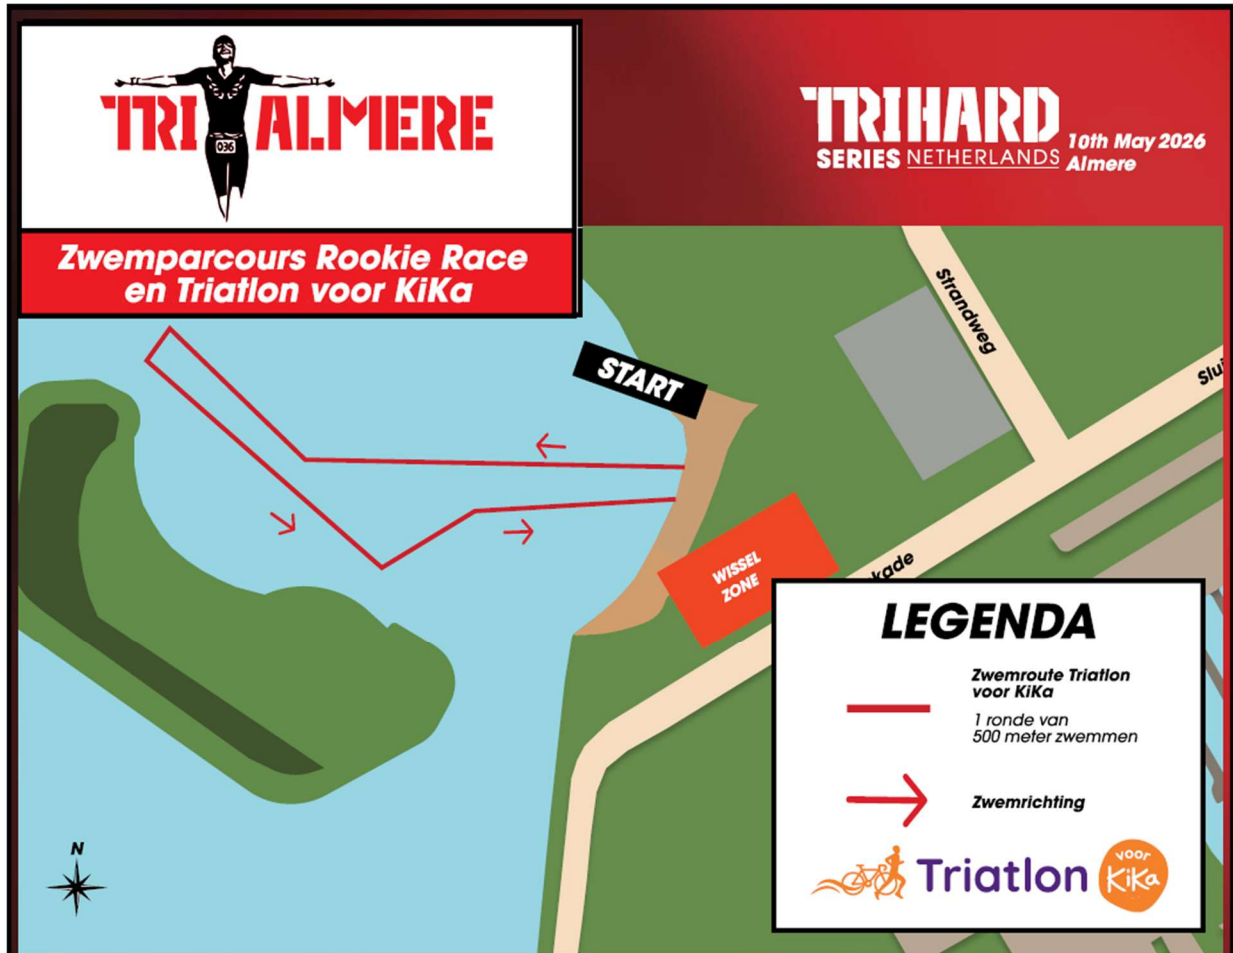 TRI ALMERE
036
TRIHARD
SERIES NETHERLANDS
10th May 2026
Almere
Zwemparcours Rookie Race
en Triatlon voor KiKa
START
Strandweg
Slui
WISSEL
ZONE
kade
LEGENDA
Zwemroute Triatlon
voor KiKa
1 ronde van
500 meter zwemmen
Zwemrichting
N
Triatlon
voor
KiKa